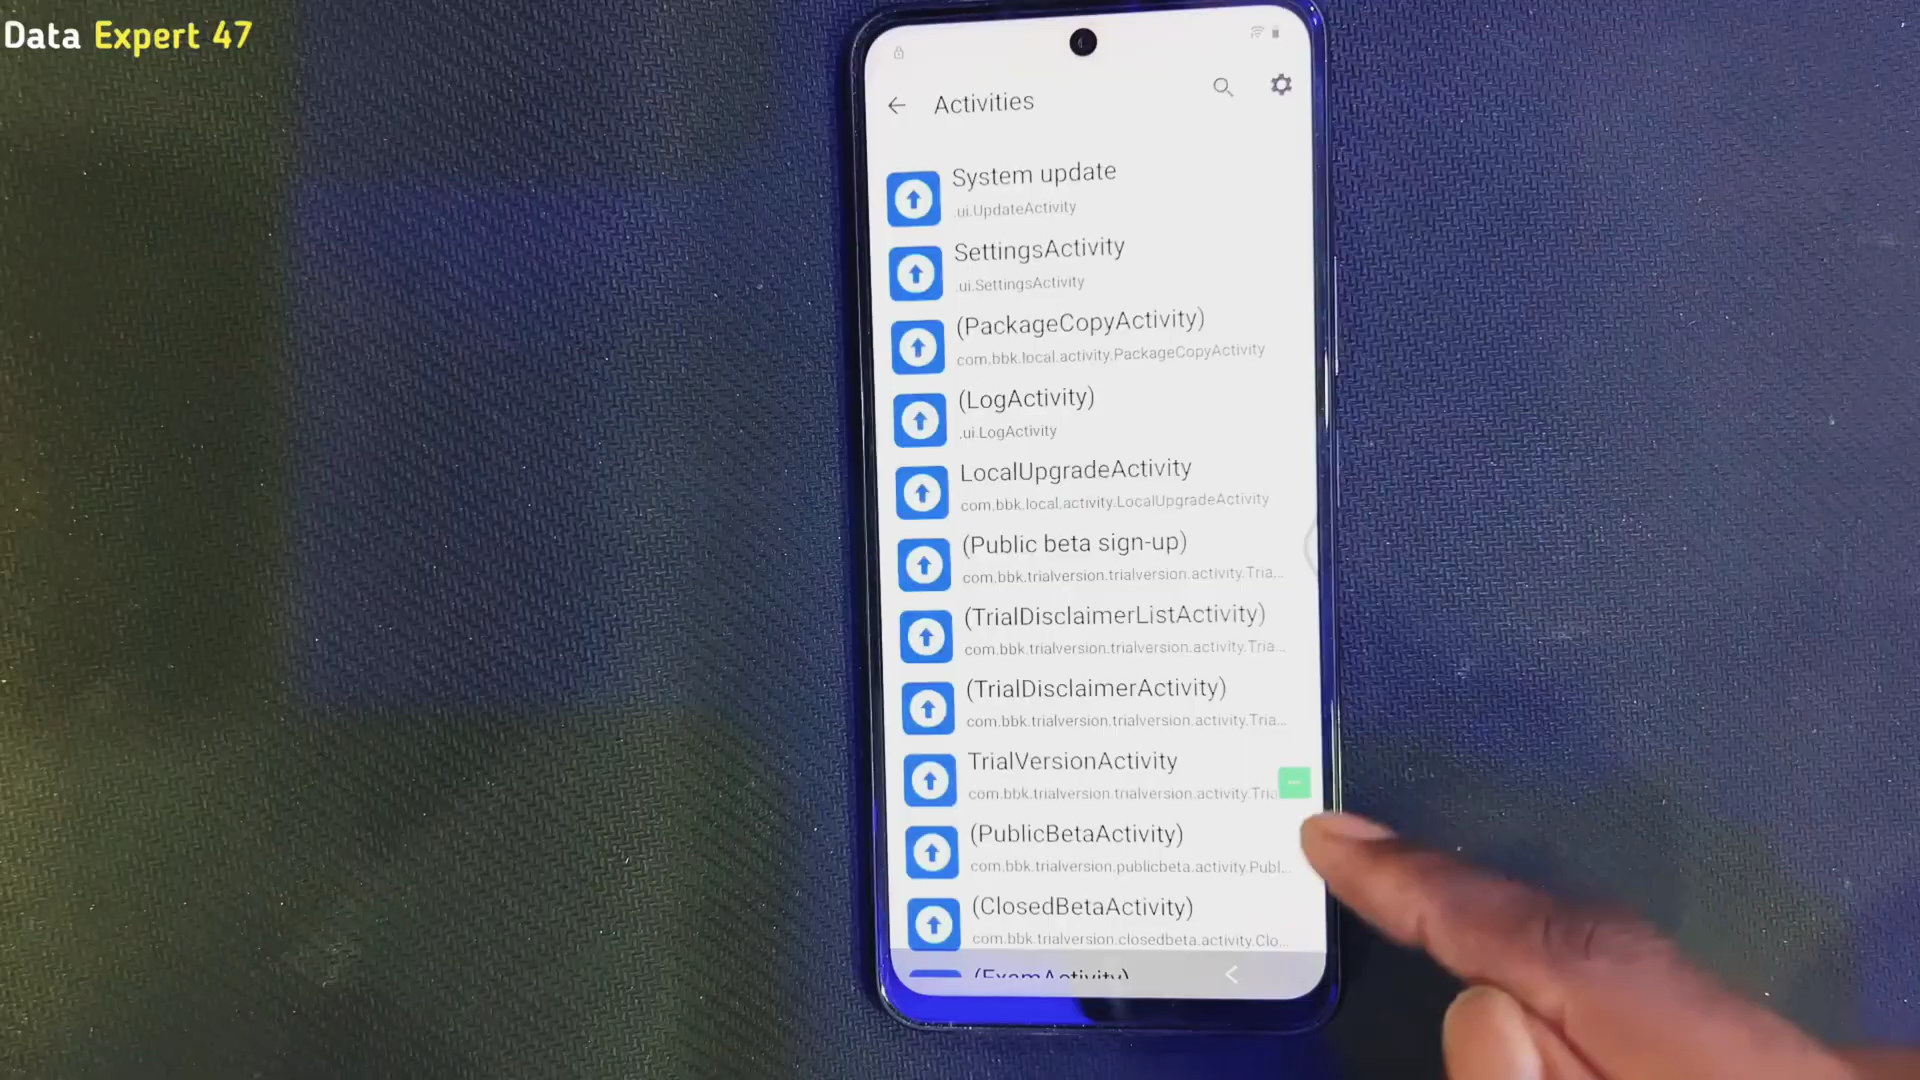 Data Expert 47
Activities
System update
.ui.UpdateActivity
SettingsActivity
.ui.SettingsActivity
(PackageCopyActivity)
com.bbk.local.activity.PackageCopyActivity
(LogActivity)
.ui.LogActivity
LocalUpgradeActivity
com.bbk.local.activity.LocalUpgradeActivity
(Public beta sign-up)
com.bbk.trialversion.trialversion.activity.Tria...
(TrialDisclaimerListActivity)
com.bbk.trialversion.trialversion.activity.Tria...
(TrialDisclaimerActivity)
com.bbk.trialversion.trialversion.activity.Tria...
TrialVersionActivity
com.bbk.trialversion.trialversion.activity.Tria
(PublicBetaActivity)
com.bbk.trialversion.publicbeta.activity.Publ...
(ClosedBetaActivity)
com.bbk.trialversion.closedbeta.activity.Clo...
(ExamActivity)